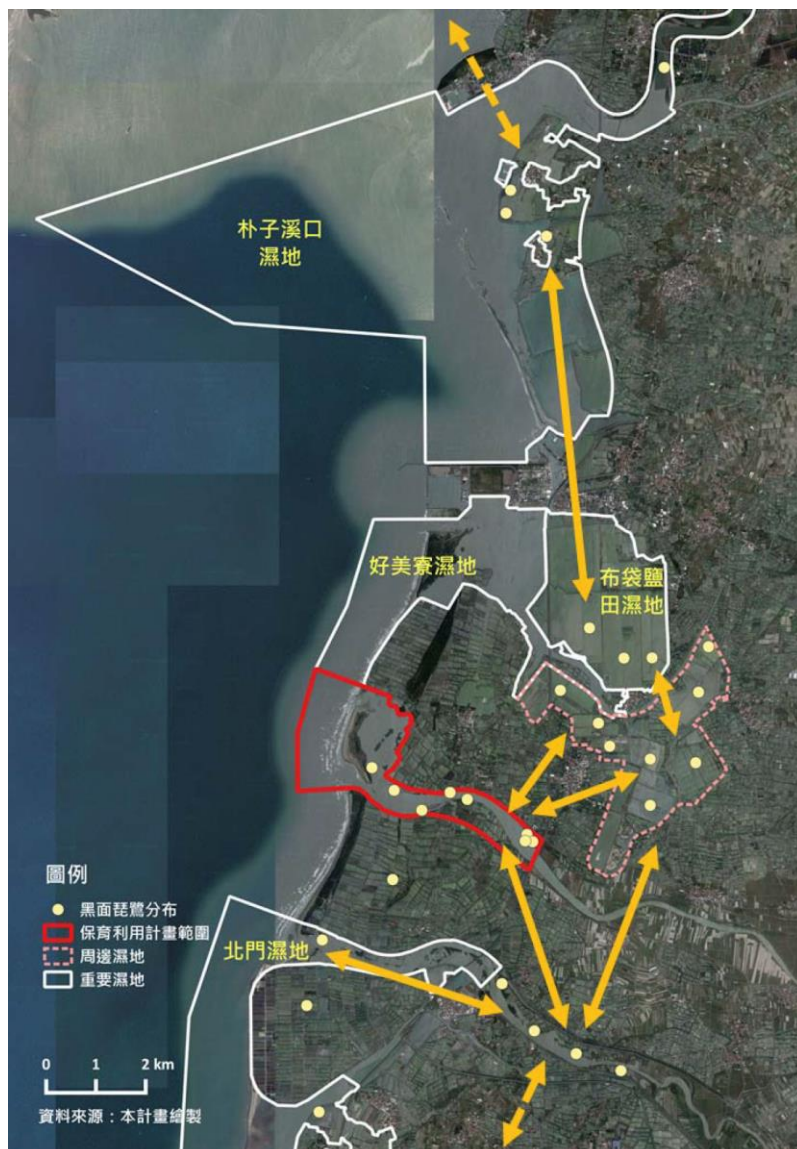 朴子溪口
濕地
好美寮濕地
布袋鹽
田濕地
北門濕地
圖例
黑面琵鷺分布
保育利用計畫範圍
周邊濕地
重要濕地
0 1 2 km
資料來源：本計畫繪製